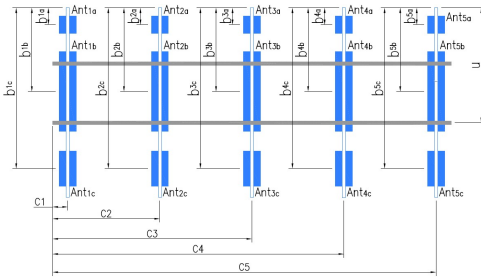 Ant1a Ant2a Ant3a Ant4a Ant5a
b1a b2a b3a b4a b5a
Ant1b Ant2b Ant3b Ant4b Ant5b
b1b b2b b3b b4b b5b
b1c b2c b3c b4c b5c
u
Ant1c Ant2c Ant3c Ant4c Ant5c
C1
C2
C3
C4
C5